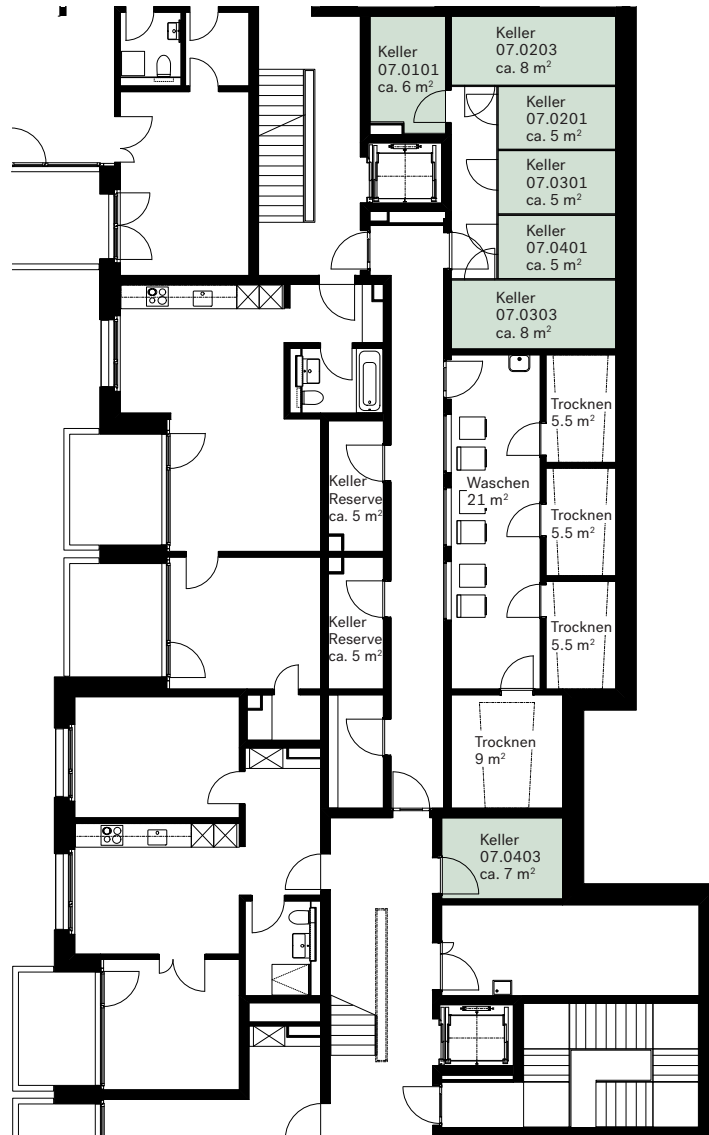 Keller
07.0101
ca. 6 m²
Keller
07.0203
ca. 8 m²
Keller
07.0201
ca. 5 m²
Keller
07.0301
ca. 5 m²
Keller
07.0401
ca. 5 m²
Keller
07.0303
ca. 8 m²
Trocknen
5.5 m²
Keller
Reserve
ca. 5 m²
Waschen
21 m²
Trocknen
5.5 m²
Keller
Reserve
ca. 5 m²
Trocknen
5.5 m²
Trocknen
9 m²
Keller
07.0403
ca. 7 m²